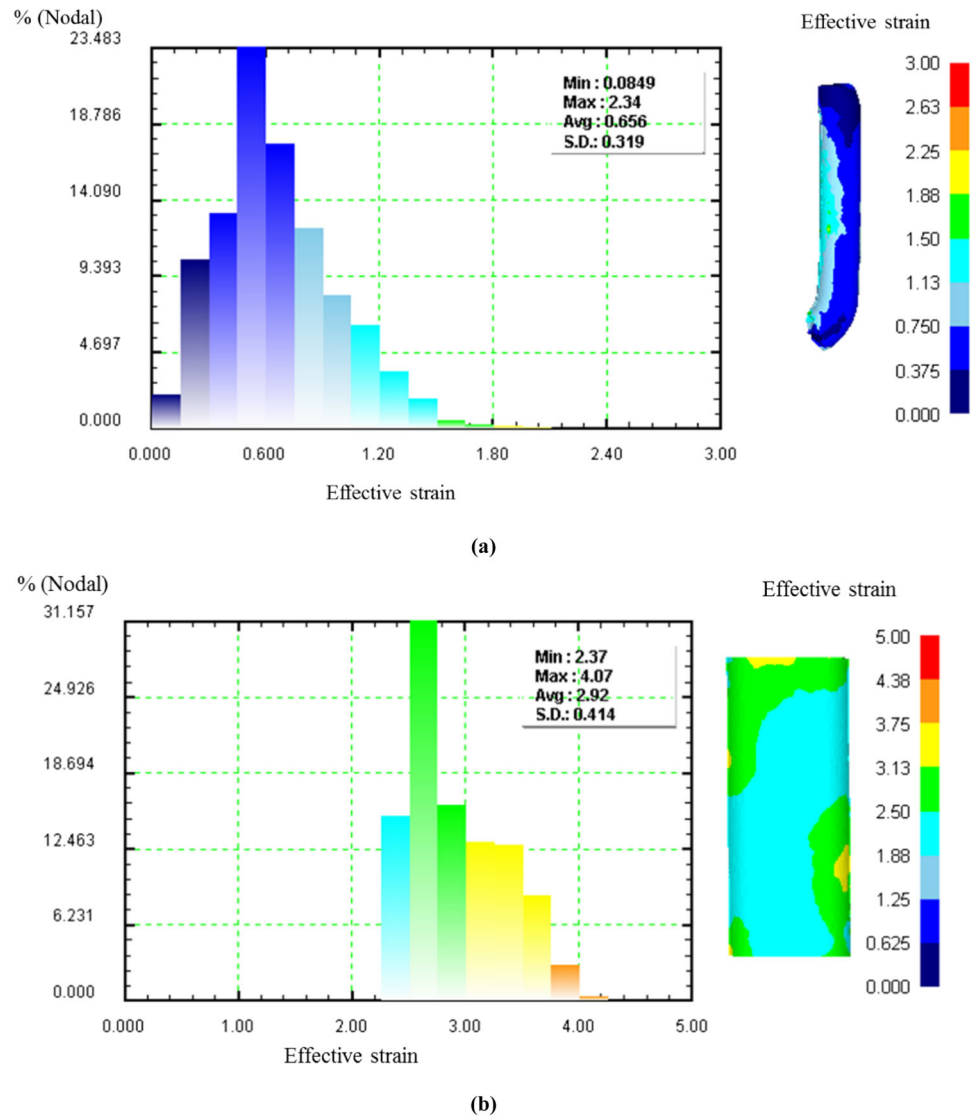 % (Nodal)
23.483
18.786
14.090
9.393
4.697
0.000
Min : 0.0849
Max : 2.34
Avg : 0.656
S.D.: 0.319
0.000 0.600 1.20 1.80 2.40 3.00
Effective strain
Effective strain
3.00
2.63
2.25
1.88
1.50
1.13
0.750
0.375
0.000
(a)
% (Nodal)
31.157
24.926
18.694
12.463
6.231
0.000
Min : 2.37
Max : 4.07
Avg : 2.92
S.D.: 0.414
0.000 1.00 2.00 3.00 4.00 5.00
Effective strain
Effective strain
5.00
4.38
3.75
3.13
2.50
1.88
1.25
0.625
0.000
(b)